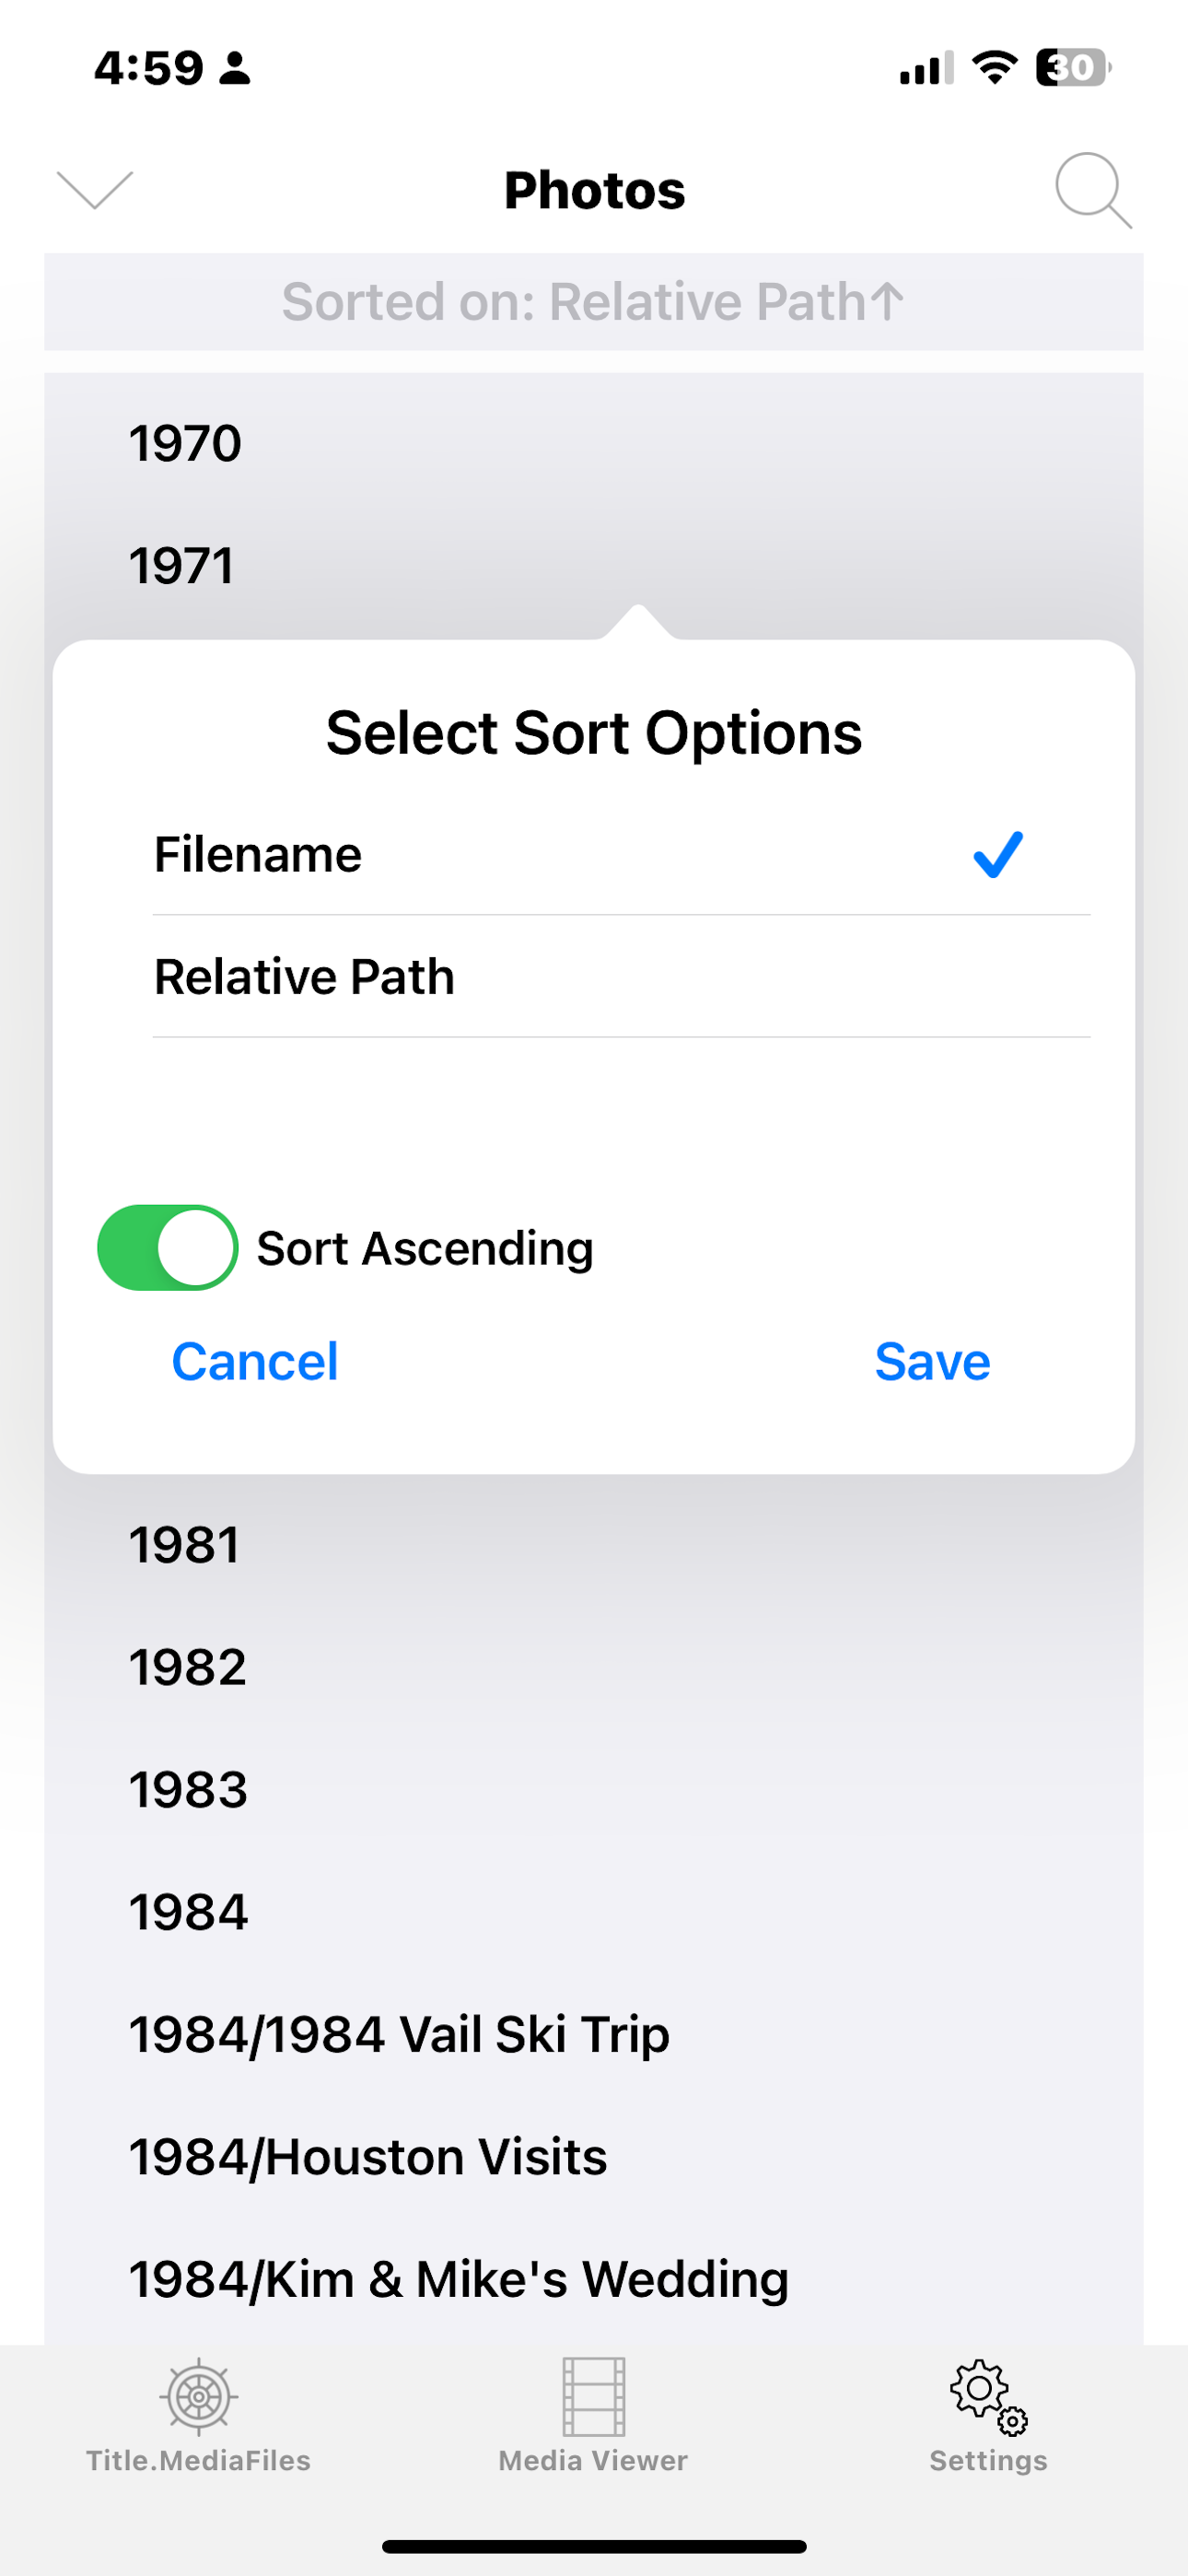 4:59
30
Photos
Sorted on: Relative Path↑
1970
1971
Select Sort Options
Filename
Relative Path
Sort Ascending
Cancel Save
1981
1982
1983
1984
1984/1984 Vail Ski Trip
1984/Houston Visits
1984/Kim & Mike's Wedding
Title.MediaFiles Media Viewer Settings